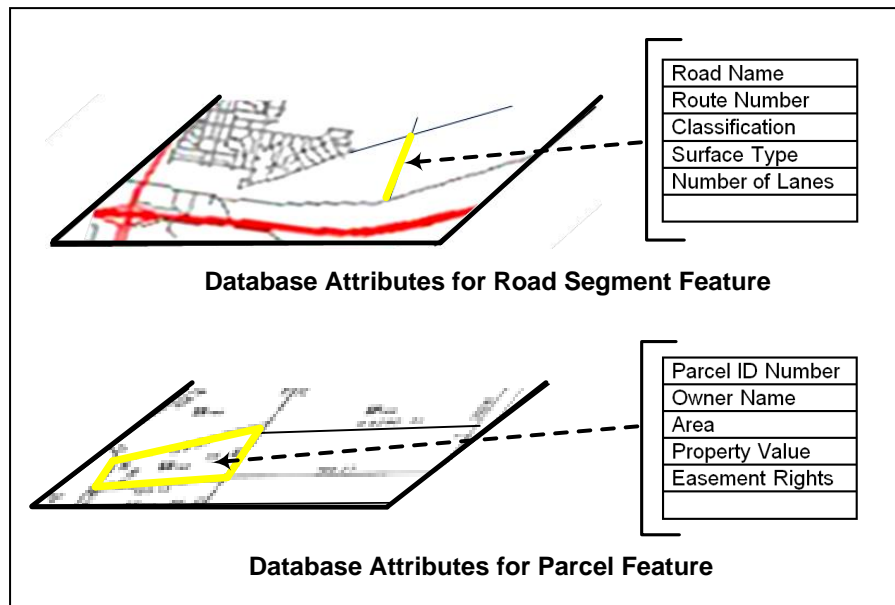 Road Name
Route Number
Classification
Surface Type
Number of Lanes
Database Attributes for Road Segment Feature
Parcel ID Number
Owner Name
Area
Property Value
Easement Rights
Database Attributes for Parcel Feature